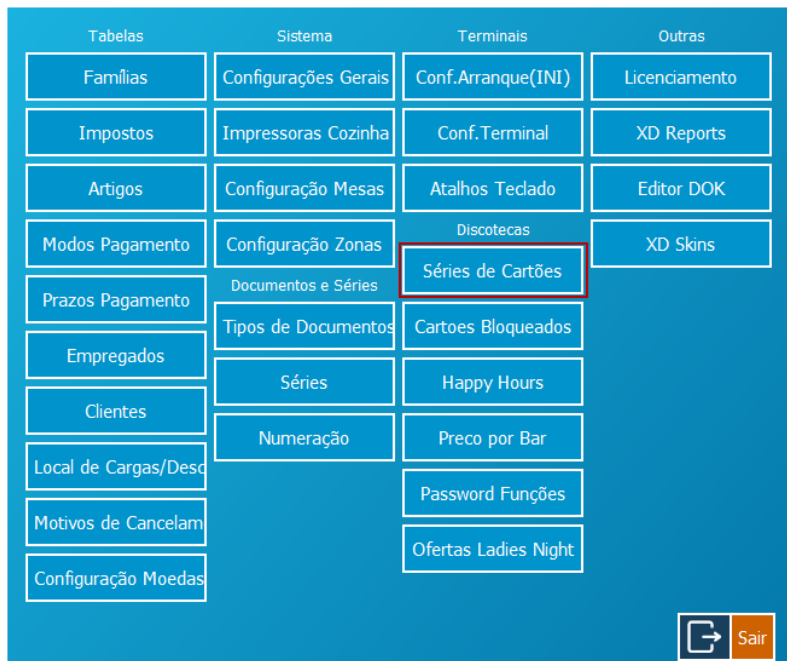 Tabelas
Famílias
Impostos
Artigos
Modos Pagamento
Prazos Pagamento
Empregados
Clientes
Local de Cargas/Desc
Motivos de Cancelam
Configuração Moedas
Sistema
Configurações Gerais
Impressoras Cozinha
Configuração Mesas
Configuração Zonas
Documentos e Séries
Tipos de Documentos
Séries
Numeração
Terminais
Conf.Arranque(INI)
Conf.Terminal
Atalhos Teclado
Discotecas
Séries de Cartões
Cartoes Bloqueados
Happy Hours
Preco por Bar
Password Funções
Ofertas Ladies Night
Outras
Licenciamento
XD Reports
Editor DOK
XD Skins
Sair